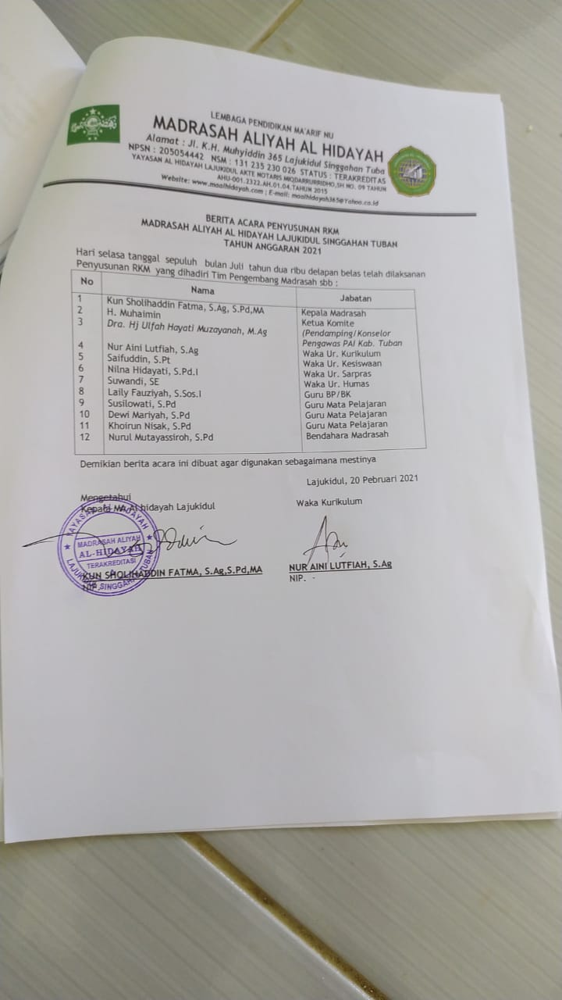 LEMBAGA PENDIDIKAN MA'ARIF NU
MADRASAH ALIYAH AL HIDAYAH
Alamat : Jl. K.H. Muhyiddin 365 Lajukidul Singgahan Tuba
NPSN : 205054442 NSM : 131 235 230 026 STATUS : TERAKREDITAS
YAYASAN AL HIDAYAH LAJUKIDUL AKTE NOTARIS MIQDARRURRIDHO,SH NO. 09 TAHUN
AHU-001.2322.AH.01.04.TAHUN 2015
Website: www.maalhidayah.com ; E-mail: maalhidayah365@Yahoo.co.id
BERITA ACARA PENYUSUNAN RKM
MADRASAH ALIYAH AL HIDAYAH LAJUKIDUL SINGGAHAN TUBAN
TAHUN ANGGARAN 2021
Hari selasa tanggal sepuluh bulan Juli tahun dua ribu delapan belas telah dilaksanan
Penyusunan RKM yang dihadiri Tim Pengembang Madrasah sbb :
No Nama Jabatan
1 Kun Sholihaddin Fatma, S.Ag, S.Pd,MA Kepala Madrasah
2 H. Muhaimin Ketua Komite
3 Dra. Hj Ulfah Hayati Muzayanah, M.Ag (Pendamping/Konselor
Pengawas PAI Kab. Tuban
4 Nur Aini Lutfiah, S.Ag Waka Ur. Kurikulum
5 Saifuddin, S.Pt Waka Ur. Kesiswaan
6 Nilna Hidayati, S.Pd.I Waka Ur. Sarpras
7 Suwandi, SE Waka Ur. Humas
8 Laily Fauziyah, S.Sos.I Guru BP/BK
9 Susilowati, S.Pd Guru Mata Pelajaran
10 Dewi Mariyah, S.Pd Guru Mata Pelajaran
11 Khoirun Nisak, S.Pd Guru Mata Pelajaran
12 Nurul Mutayassiroh, S.Pd Bendahara Madrasah
Demikian berita acara ini dibuat agar digunakan sebagaimana mestinya
Lajukidul, 20 Pebruari 2021
Mengetahui
Kepala MA Al hidayah Lajukidul Waka Kurikulum
MADRASAH ALIYAH
AL-HIDAYAH
TERAKREDITASI
KUN SHOLIHADDIN FATMA, S.Ag,S.Pd,MA NUR AINI LUTFIAH, S.Ag
NIP. NIP. -